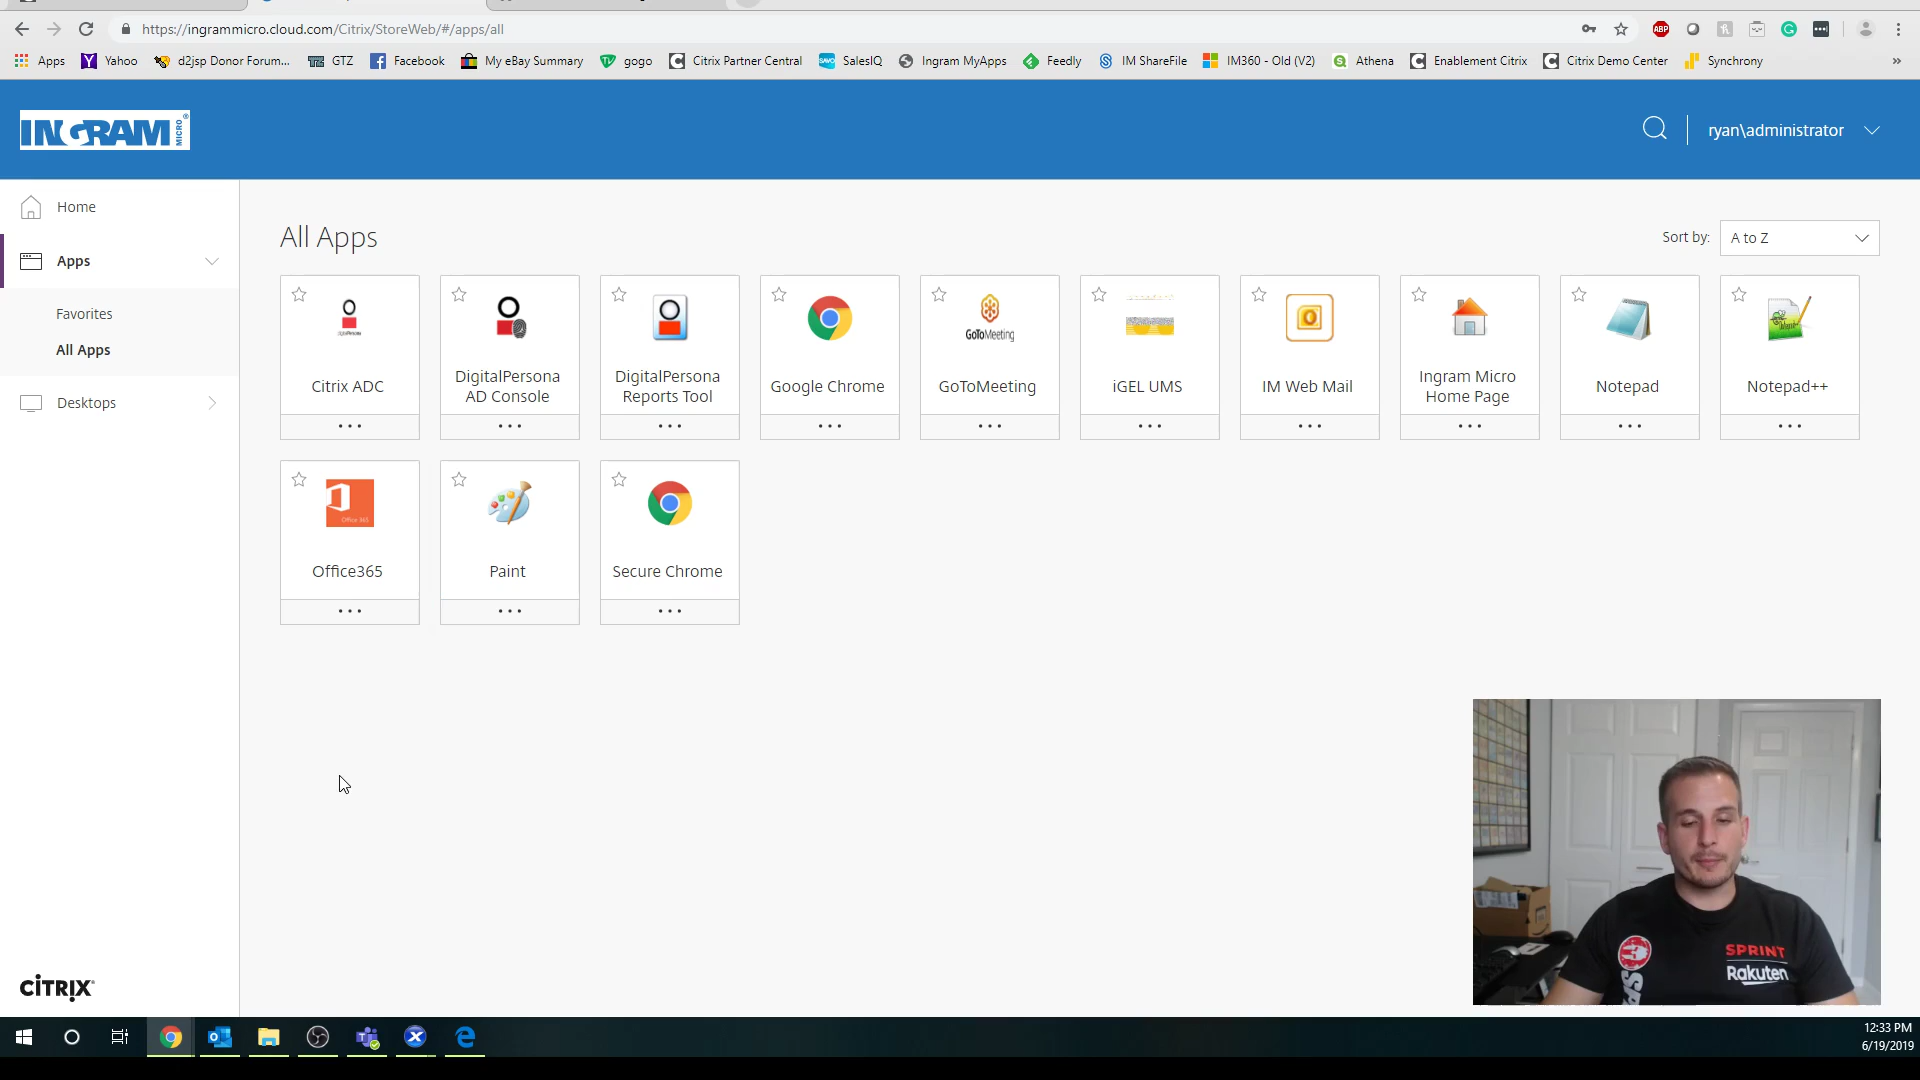 https://ingrammicro.cloud.com/Citrix/StoreWeb/#/apps/all
ABP
Apps
Yahoo
d2jsp Donor Forum...
GTZ
Facebook
My eBay Summary
gogo
Citrix Partner Central
SalesIQ
Ingram MyApps
Feedly
IM ShareFile
IM360 - Old (V2)
Athena
Enablement Citrix
Citrix Demo Center
Synchrony
»
INGRAM MICRO
ryan\administrator
Home
Apps
Favorites
All Apps
Desktops
All Apps
Sort by:
A to Z
Citrix ADC
DigitalPersona
AD Console
DigitalPersona
Reports Tool
Google Chrome
GoToMeeting
GoToMeeting
iGEL UMS
IM Web Mail
Ingram Micro
Home Page
Notepad
Notepad++
Office 365
Office365
Paint
Secure Chrome
SPRINT
Rakuten
CITRIX
12:33 PM
6/19/2019